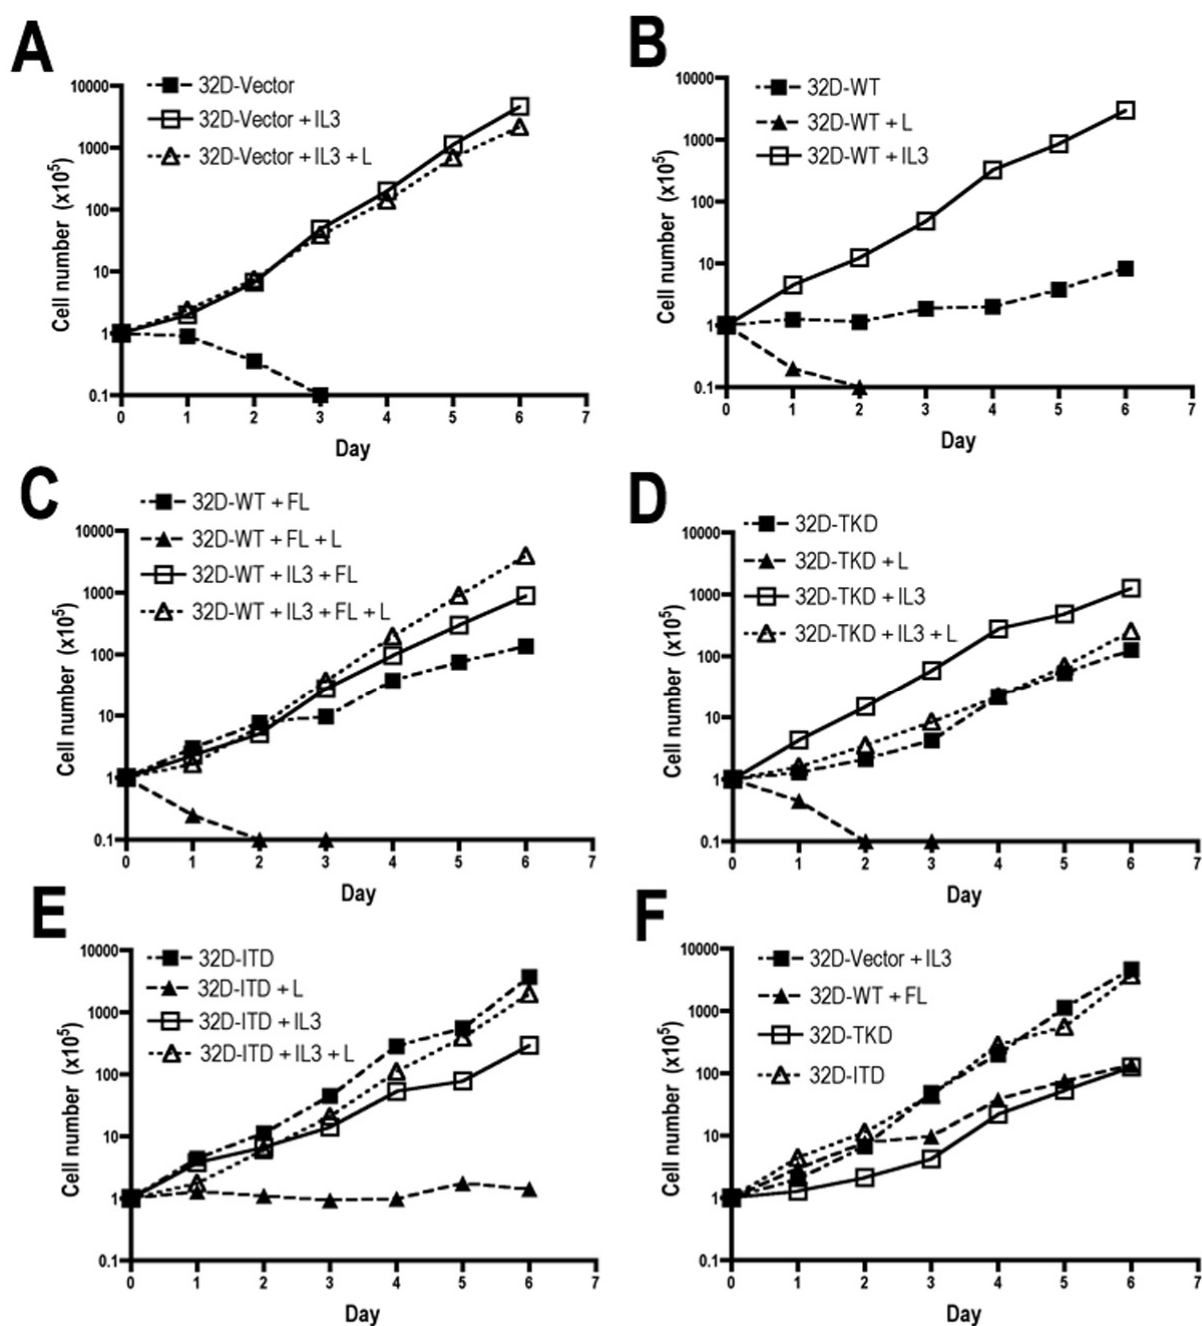 A
32D-Vector
32D-Vector + IL3
32D-Vector + IL3 + L
Cell number (x10⁵)
10000
1000
100
10
1
0.1
0 1 2 3 4 5 6 7
Day
B
32D-WT
32D-WT + L
32D-WT + IL3
Cell number (x10⁵)
10000
1000
100
10
1
0.1
0 1 2 3 4 5 6 7
Day
C
32D-WT + FL
32D-WT + FL + L
32D-WT + IL3 + FL
32D-WT + IL3 + FL + L
Cell number (x10⁵)
10000
1000
100
10
1
0.1
0 1 2 3 4 5 6 7
Day
D
32D-TKD
32D-TKD + L
32D-TKD + IL3
32D-TKD + IL3 + L
Cell number (x10⁵)
10000
1000
100
10
1
0.1
0 1 2 3 4 5 6 7
Day
E
32D-ITD
32D-ITD + L
32D-ITD + IL3
32D-ITD + IL3 + L
Cell number (x10⁵)
10000
1000
100
10
1
0.1
0 1 2 3 4 5 6 7
Day
F
32D-Vector + IL3
32D-WT + FL
32D-TKD
32D-ITD
Cell number (x10⁵)
10000
1000
100
10
1
0.1
0 1 2 3 4 5 6 7
Day